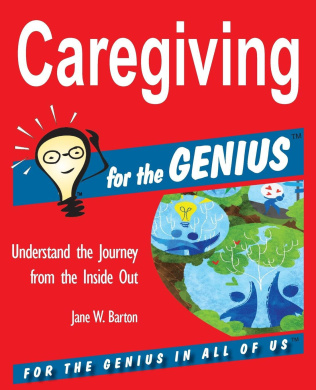 Caregiving
for the GENIUS™
Understand the Journey
from the Inside Out
Jane W. Barton
FOR THE GENIUS IN ALL OF US™